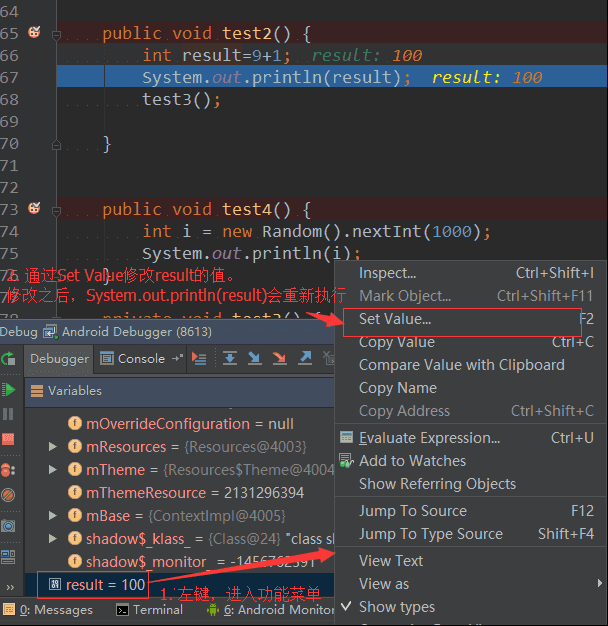 64
65 public void test2() {
66 int result=9+1; result: 100
67 System.out.println(result); result: 100
68 test3();
69
70 }
71
72
73 public void test4() {
74 int i = new Random().nextInt(1000);
75 System.out.println(i);
76 }
2. 通过Set Value修改result的值。
修改之后，System.out.println(result)会重新执行
78
Inspect... Ctrl+Shift+I
Mark Object... Ctrl+Shift+F11
Set Value... F2
Copy Value Ctrl+C
Compare Value with Clipboard
Copy Name
Copy Address Ctrl+Shift+C
Evaluate Expression... Ctrl+U
Add to Watches
Show Referring Objects
Jump To Source F12
Jump To Type Source Shift+F4
View Text
View as
Show types
Debug Android Debugger (8613)
Debugger Console
Variables
mOverrideConfiguration = null
mResources = {Resources@4003}
mTheme = {Resources$Theme@4004
mThemeResource = 2131296394
mBase = {ContextImpl@4005}
shadow$_klass_ = {Class@24} "class sh
shadow$_monitor_ = -1456762391
result = 100
1. 左键，进入功能菜单
0: Messages Terminal 6: Android Monitor